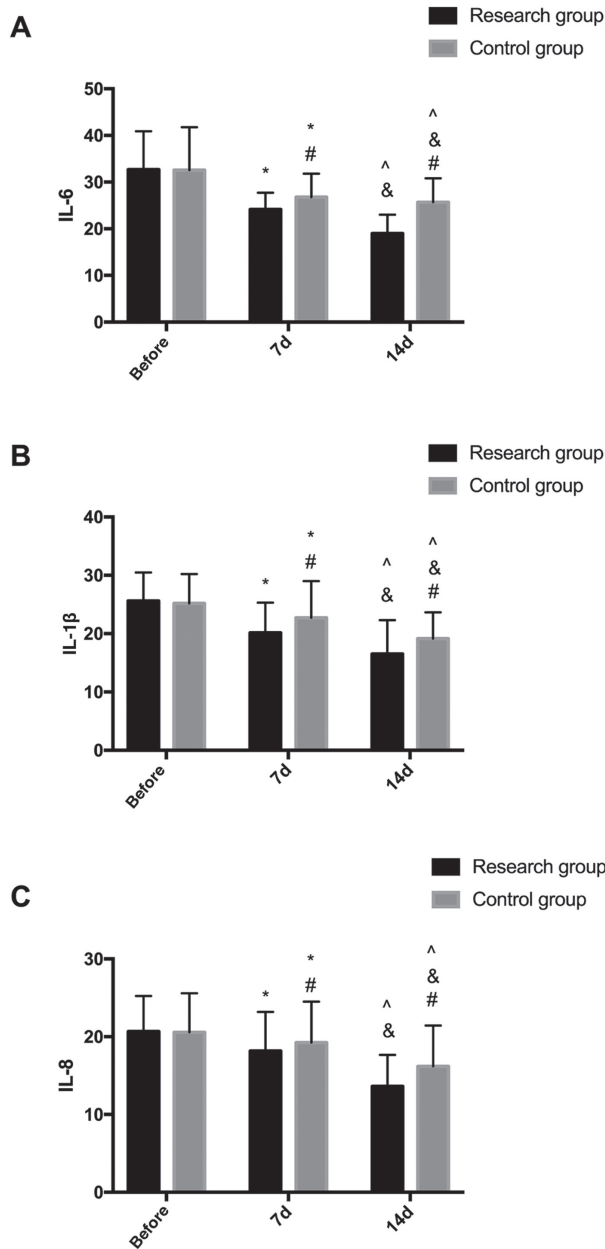 A
Research group
Control group
50
40
30
20
10
0
IL-6
*
*
#
^
&
^
&
#
Before
7d
14d
B
Research group
Control group
40
30
20
10
0
IL-1β
*
*
#
^
&
^
&
#
Before
7d
14d
C
Research group
Control group
30
20
10
0
IL-8
*
*
#
^
&
^
&
#
Before
7d
14d